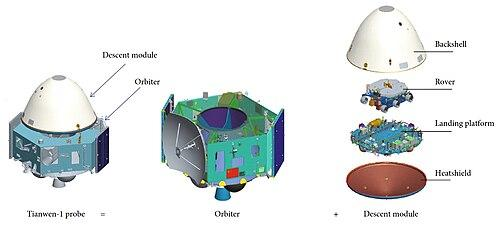 Descent module
Orbiter
Backshell
Rover
Landing platform
Heatshield
Tianwen-1 probe = Orbiter + Descent module